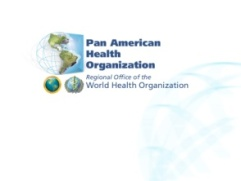 Pan American
Health
Organization
Regional Office of the
World Health Organization